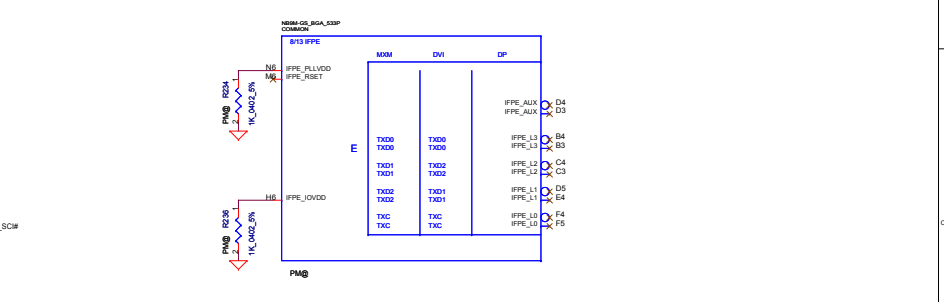 NB9M-GS_BGA_533P
COMMON
8/13 IFPE
MXM DVI DP
N6 IFPE_PLLVDD
M6 IFPE_RSET
1
R234
1K_0402_5%
PM@
2
IFPE_AUX D4
IFPE_AUX D3
TXD0 TXD0 IFPE_L3 B4
TXD0 TXD0 IFPE_L3 B3
E
TXD1 TXD2 IFPE_L2 C4
TXD1 TXD2 IFPE_L2 C3
TXD2 TXD1 IFPE_L1 D5
TXD2 TXD1 IFPE_L1 E4
H6 IFPE_IOVDD
TXC TXC IFPE_L0 F4
TXC TXC IFPE_L0 F5
1
R236
1K_0402_5%
PM@
2
_SCI#
PM@